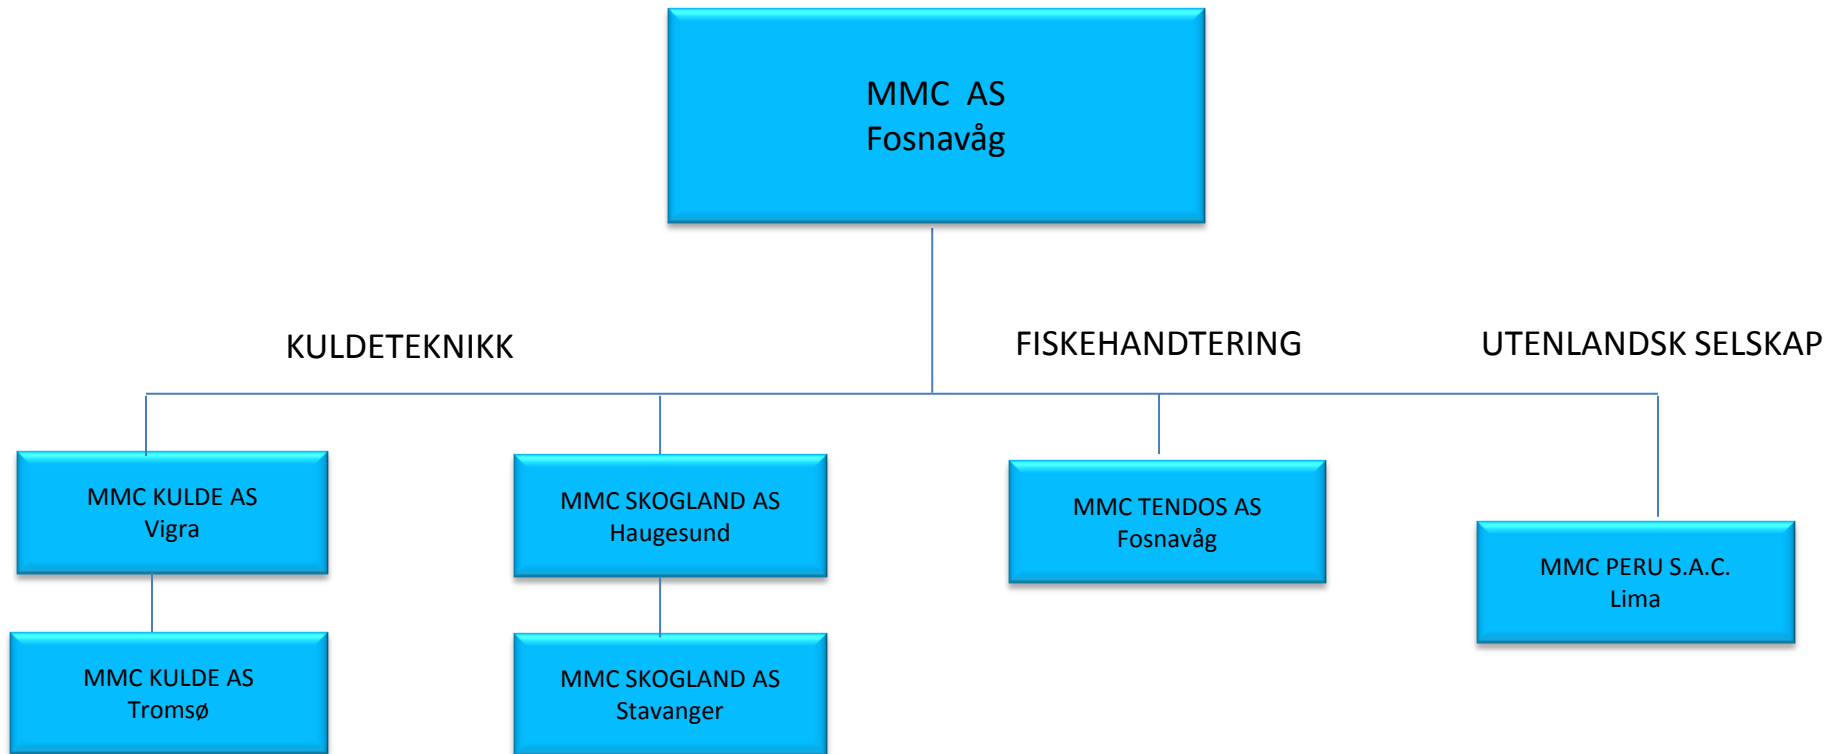 MMC AS
Fosnavåg
KULDETEKNIKK
FISKEHANDTERING
UTENLANDSK SELSKAP
MMC KULDE AS
Vigra
MMC SKOGLAND AS
Haugesund
MMC TENDOS AS
Fosnavåg
MMC PERU S.A.C.
Lima
MMC KULDE AS
Tromsø
MMC SKOGLAND AS
Stavanger